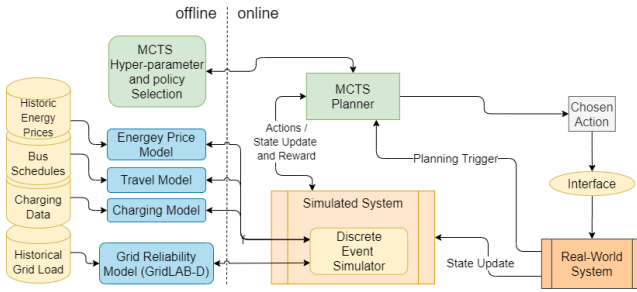 offline
online
MCTS
Hyper-parameter
and policy
Selection
MCTS
Planner
Chosen
Action
Historic
Energy
Prices
Energey Price
Model
Actions /
State Update
and Reward
Planning Trigger
Bus
Schedules
Travel Model
Interface
Charging
Data
Charging Model
Simulated System
Discrete
Event
Simulator
State Update
Real-World
System
Historical
Grid Load
Grid Reliability
Model (GridLAB-D)